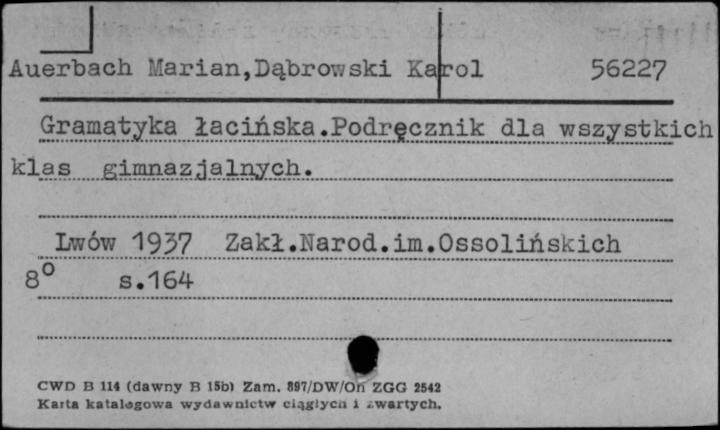 Auerbach Marian,Dąbrowski Karol 56227
Gramatyka łacińska.Podręcznik dla wszystkich
klas gimnazjalnych.
Lwów 1937 Zakł.Narod.im.Ossolińskich
8° s.164
CWD B 114 (dawny B 15b) Zam. 897/DW/On ZGG 2542
Karta katalogowa wydawnictw ciągłych i zwartych.